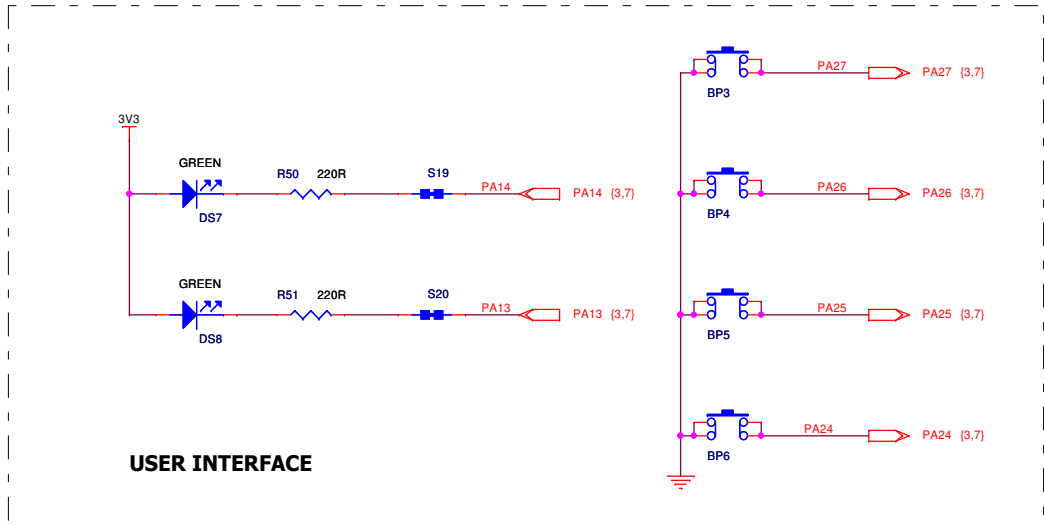 3V3
GREEN
R50 220R
S19
PA14
PA14 {3,7}
DS7
GREEN
R51 220R
S20
PA13
PA13 {3,7}
DS8
USER INTERFACE
PA27
PA27 {3,7}
BP3
PA26
PA26 {3,7}
BP4
PA25
PA25 {3,7}
BP5
PA24
PA24 {3,7}
BP6